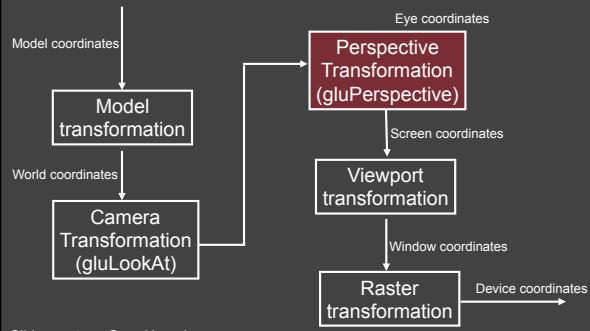 Model coordinates
Model
transformation
World coordinates
Camera
Transformation
(gluLookAt)
Eye coordinates
Perspective
Transformation
(gluPerspective)
Screen coordinates
Viewport
transformation
Window coordinates
Raster
transformation
Device coordinates